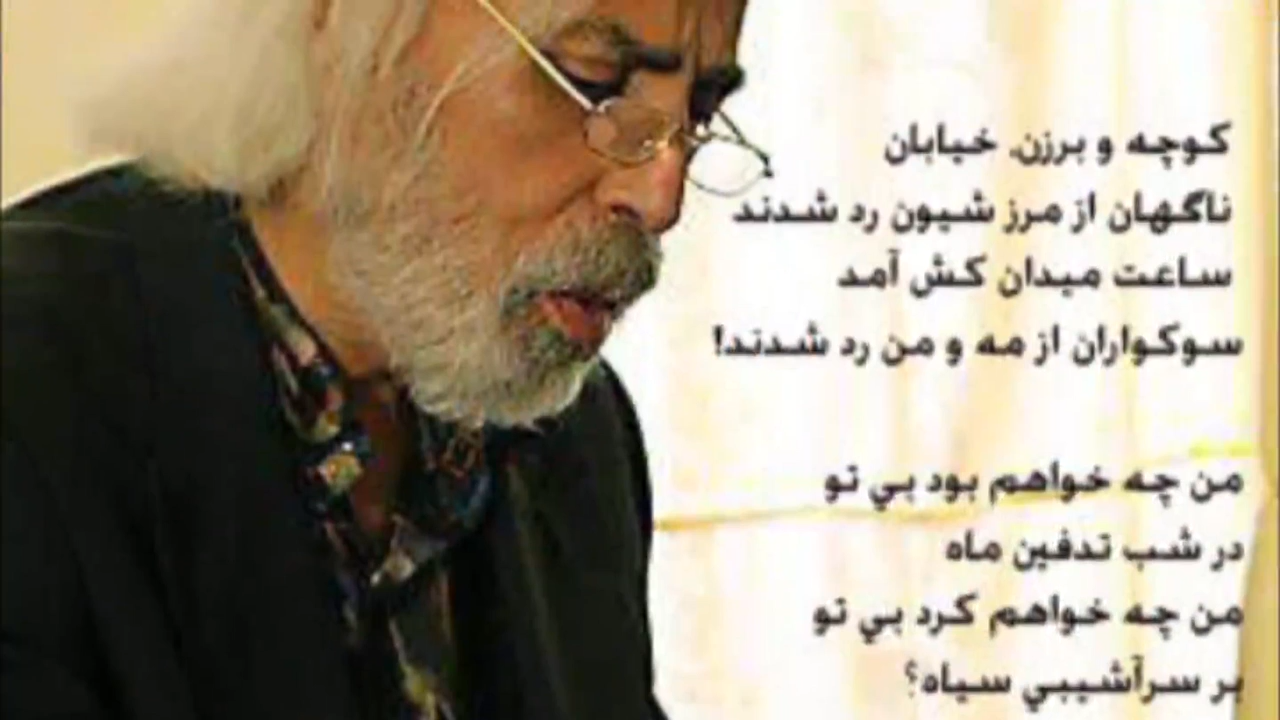 کوچه و برزن. خیابان
ناگهان از مرز شیون رد شدند
ساعت میدان کش آمد
سوکواران از مه و من رد شدند!
من چه خواهم بود بي تو
در شب تدفین ماه
من چه خواهم کرد بي تو
بر سرآشیبي سیاه؟